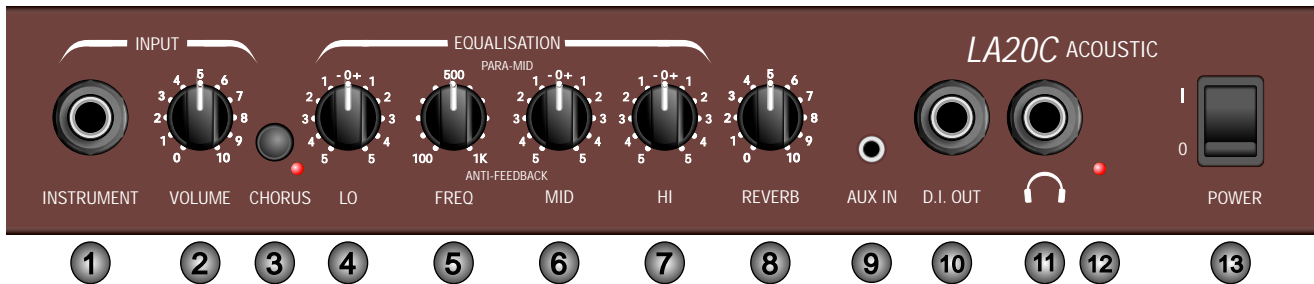 INPUT
EQUALISATION
PARA-MID
LA20C ACOUSTIC
0 1 2 3 4 5 6 7 8 9 10
5 4 3 2 1 - 0 + 1 2 3 4 5
100 500 1K
5 4 3 2 1 - 0 + 1 2 3 4 5
5 4 3 2 1 - 0 + 1 2 3 4 5
0 1 2 3 4 5 6 7 8 9 10
I
0
ANTI-FEEDBACK
INSTRUMENT VOLUME CHORUS LO FREQ MID HI REVERB AUX IN D.I. OUT POWER
1 2 3 4 5 6 7 8 9 10 11 12 13